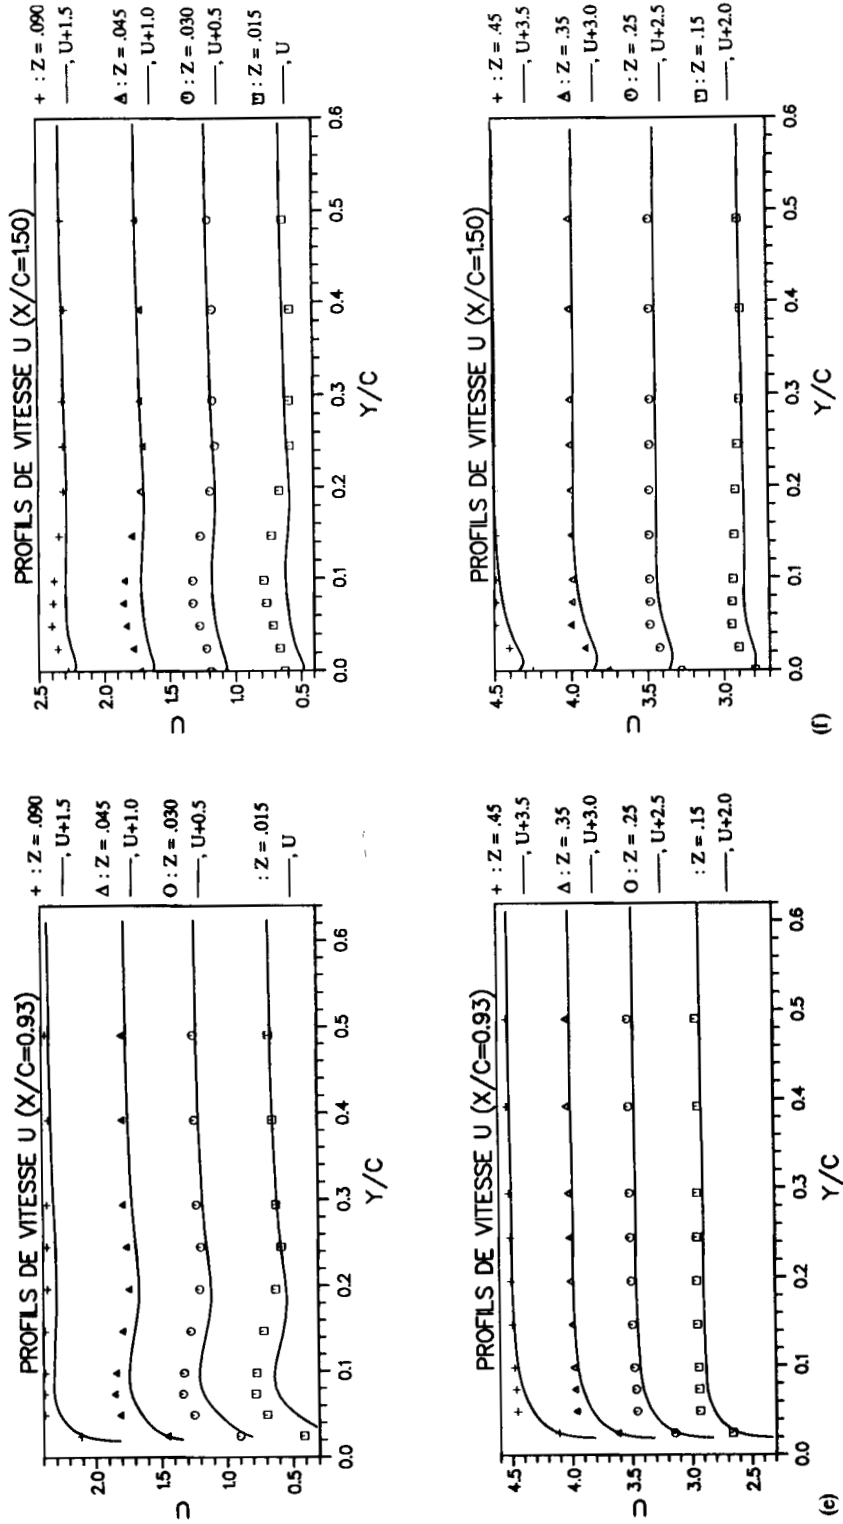 PROFILS DE VITESSE U (X/C=0.93)
+ : Z = .090
——, U+1.5
Δ : Z = .045
——, U+1.0
O : Z = .030
——, U+0.5
: Z = .015
——, U
U
2.0
1.5
1.0
0.5
0.0 0.1 0.2 0.3 0.4 0.5 0.6
Y/C
PROFILS DE VITESSE U (X/C=1.50)
+ : Z = .090
——, U+1.5
Δ : Z = .045
——, U+1.0
O : Z = .030
——, U+0.5
□ : Z = .015
——, U
U
2.5
2.0
1.5
1.0
0.5
0.0 0.1 0.2 0.3 0.4 0.5 0.6
Y/C
PROFILS DE VITESSE U (X/C=0.93)
+ : Z = .45
——, U+3.5
Δ : Z = .35
——, U+3.0
O : Z = .25
——, U+2.5
: Z = .15
——, U+2.0
U
4.5
4.0
3.5
3.0
2.5
0.0 0.1 0.2 0.3 0.4 0.5 0.6
Y/C
(e)
PROFILS DE VITESSE U (X/C=1.50)
+ : Z = .45
——, U+3.5
Δ : Z = .35
——, U+3.0
O : Z = .25
——, U+2.5
□ : Z = .15
——, U+2.0
U
4.5
4.0
3.5
3.0
0.0 0.1 0.2 0.3 0.4 0.5 0.6
Y/C
(f)